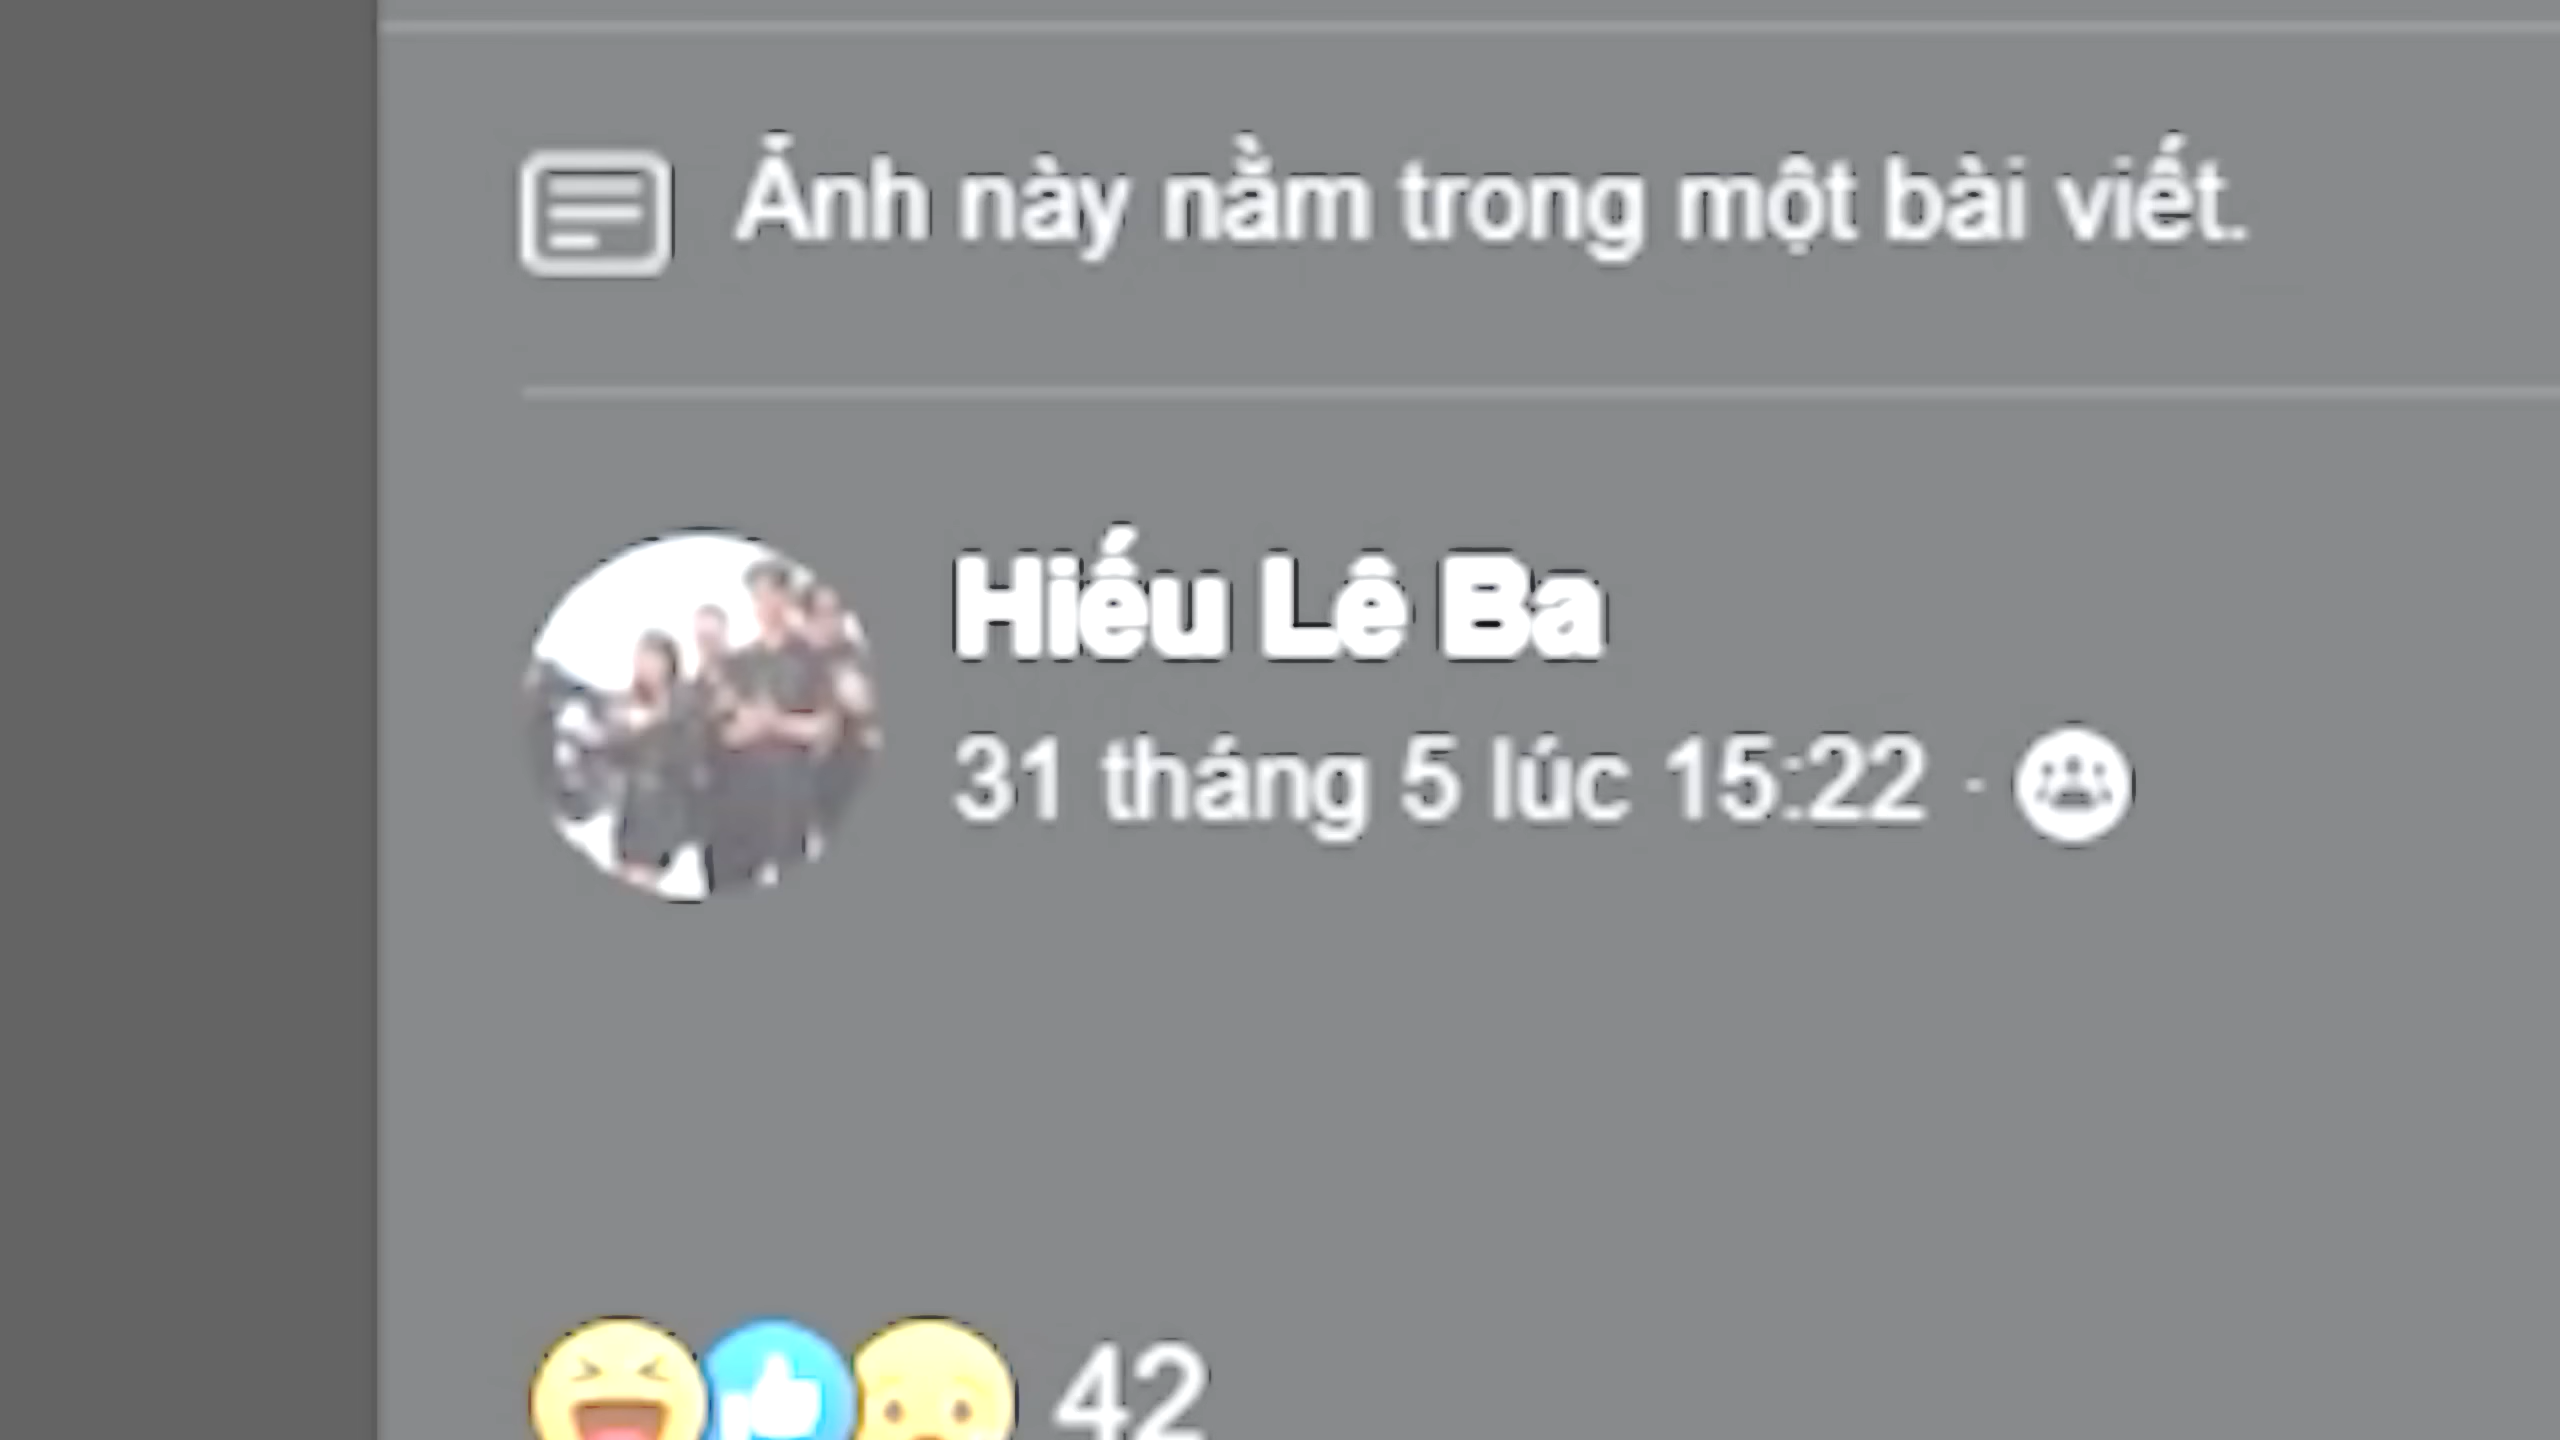 Ảnh này nằm trong một bài viết.
Hiếu Lê Ba
31 tháng 5 lúc 15:22 ·
42